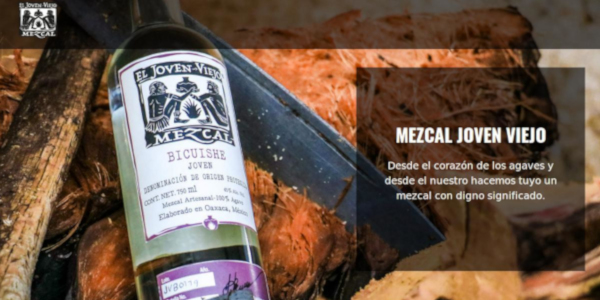 EL JOVEN-VIEJO
MEZCAL
EL JOVEN-VIEJO
MEZCAL
BICUISHE
JOVEN
DENOMINACIÓN DE ORIGEN
CONT. NET. 750 ml
Mezcal Artesanal-100% Agave
Elaborado en Oaxaca, México
MEZCAL JOVEN VIEJO
Desde el corazón de los agaves y
desde el nuestro hacemos tuyo un
mezcal con digno significado.